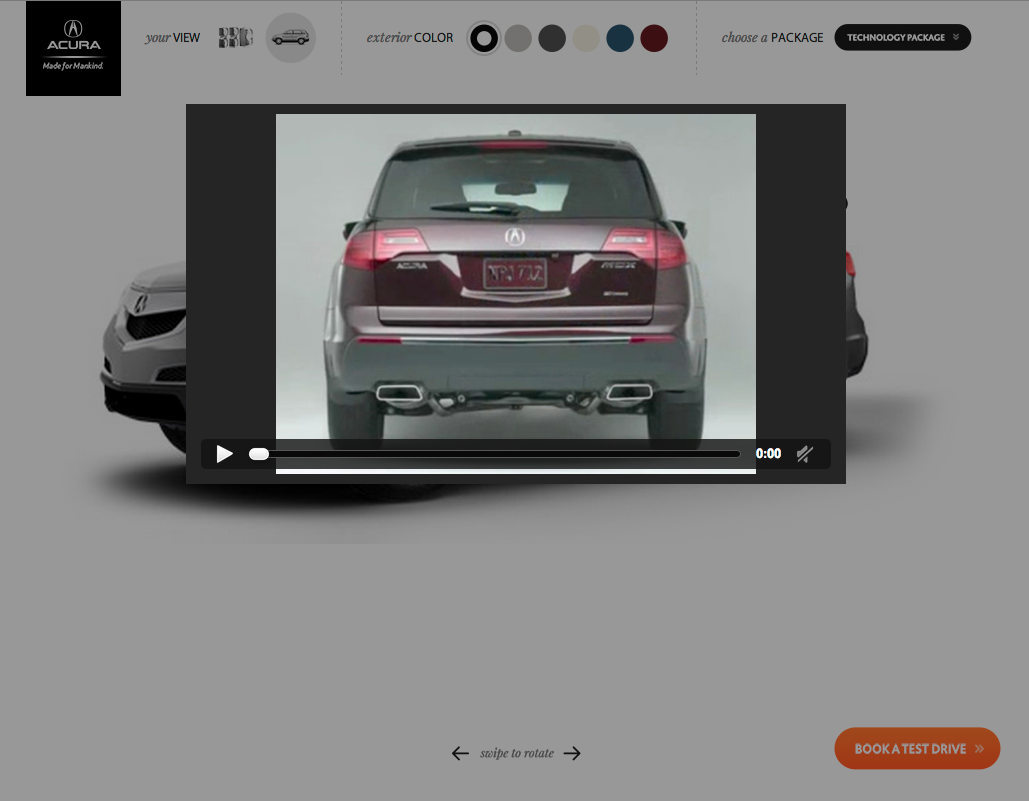 ACURA
Made for Mankind.
your VIEW
exterior COLOR
choose a PACKAGE
TECHNOLOGY PACKAGE
ACURA
MDX
0:00
swipe to rotate
BOOK A TEST DRIVE